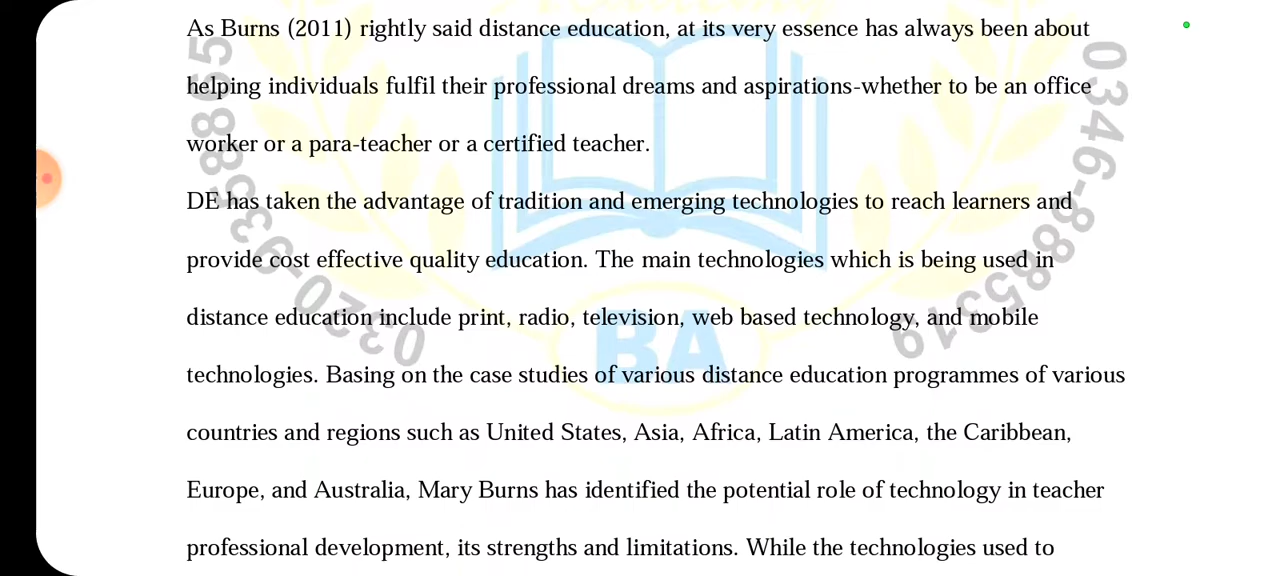 As Burns (2011) rightly said distance education, at its very essence has always been about
helping individuals fulfil their professional dreams and aspirations-whether to be an office
worker or a para-teacher or a certified teacher.
DE has taken the advantage of tradition and emerging technologies to reach learners and
provide cost effective quality education. The main technologies which is being used in
distance education include print, radio, television, web based technology, and mobile
technologies. Basing on the case studies of various distance education programmes of various
countries and regions such as United States, Asia, Africa, Latin America, the Caribbean,
Europe, and Australia, Mary Burns has identified the potential role of technology in teacher
professional development, its strengths and limitations. While the technologies used to
0320-9358865
0346-8885319
BA